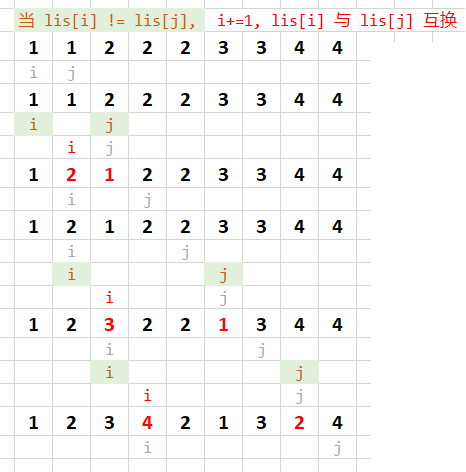 当 lis[i] != lis[j], i+=1, lis[i] 与 lis[j] 互换
1 1 2 2 2 3 3 4 4
i j
1 1 2 2 2 3 3 4 4
i j
i j
1 2 1 2 2 3 3 4 4
i j
1 2 1 2 2 3 3 4 4
i j
i j
i j
1 2 3 2 2 1 3 4 4
i j
i j
i j
1 2 3 4 2 1 3 2 4
i j